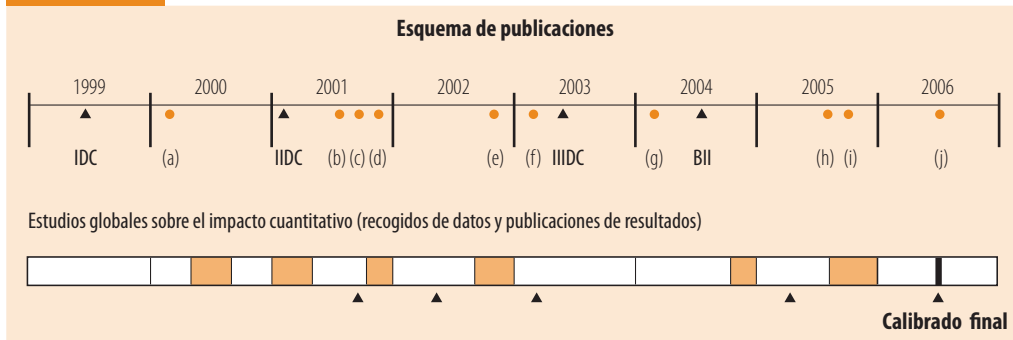 Esquema de publicaciones
1999 2000 2001 2002 2003 2004 2005 2006
IDC (a) IIDC (b) (c) (d) (e) (f) IIIDC (g) BII (h) (i) (j)
Estudios globales sobre el impacto cuantitativo (recogidos de datos y publicaciones de resultados)
Calibrado final